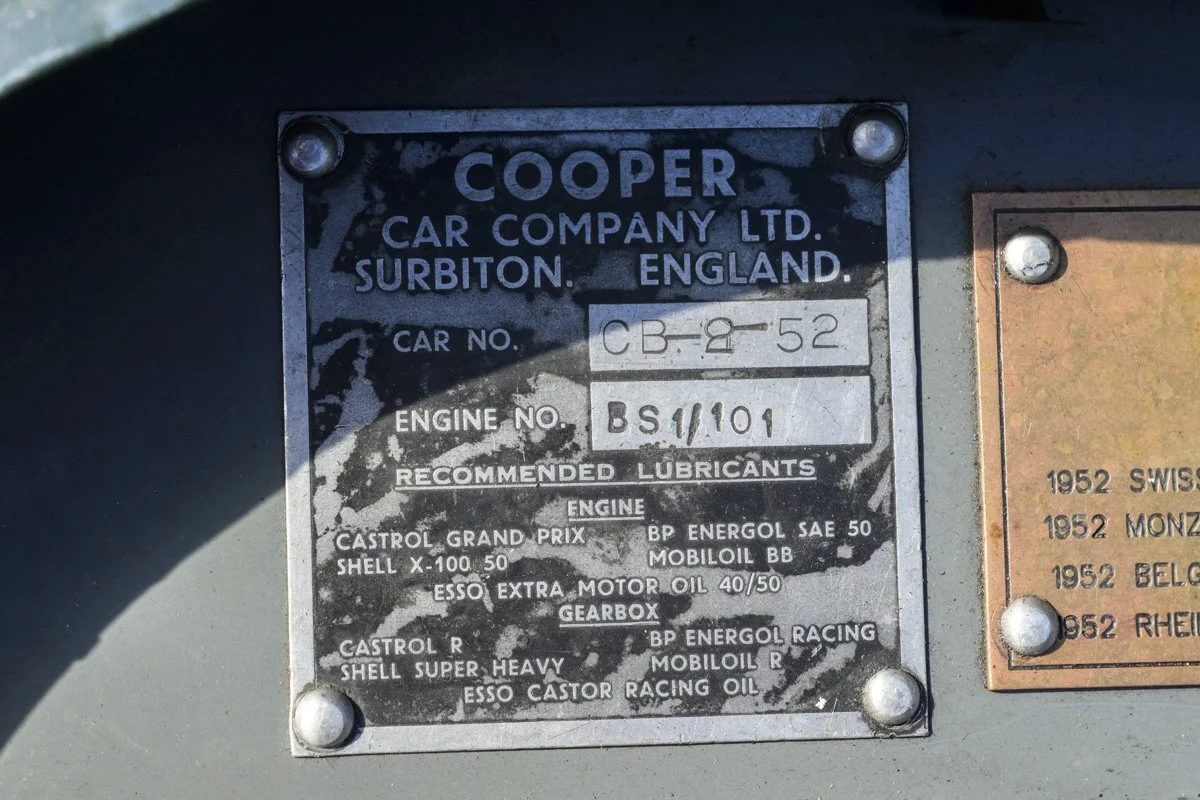 COOPER
CAR COMPANY LTD.
SURBITON. ENGLAND.
CAR NO. CB-2-52
ENGINE NO. BS1/101
RECOMMENDED LUBRICANTS
ENGINE
CASTROL GRAND PRIX BP ENERGOL SAE 50
SHELL X-100 50 MOBILOIL BB
ESSO EXTRA MOTOR OIL 40/50
GEARBOX
CASTROL R BP ENERGOL RACING
SHELL SUPER HEAVY MOBILOIL R
ESSO CASTOR RACING OIL
1952 SWISS
1952 MONZ
1952 BELG
1952 RHEIN